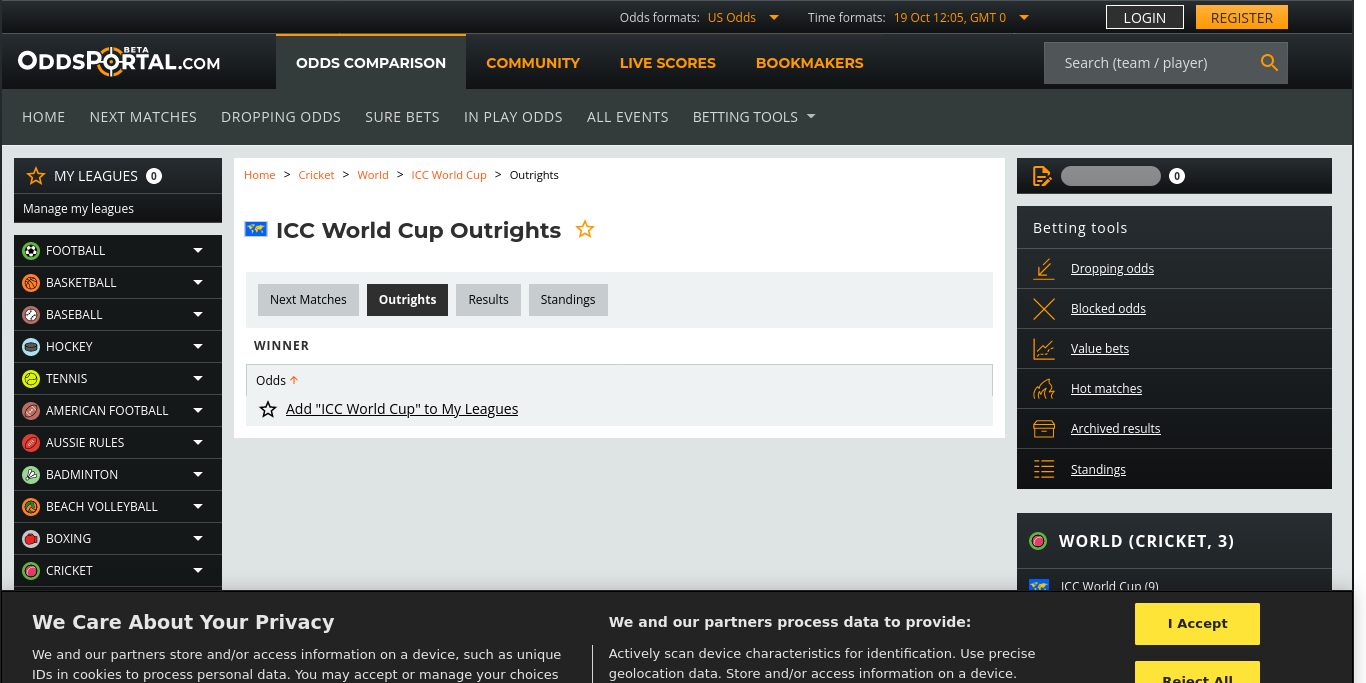 Odds formats: US Odds Time formats: 19 Oct 12:05, GMT 0 LOGIN REGISTER
ODDSPORTAL.COM BETA ODDS COMPARISON COMMUNITY LIVE SCORES BOOKMAKERS Search (team / player)
HOME NEXT MATCHES DROPPING ODDS SURE BETS IN PLAY ODDS ALL EVENTS BETTING TOOLS
MY LEAGUES 0
Manage my leagues
FOOTBALL
BASKETBALL
BASEBALL
HOCKEY
TENNIS
AMERICAN FOOTBALL
AUSSIE RULES
BADMINTON
BEACH VOLLEYBALL
BOXING
CRICKET
Home > Cricket > World > ICC World Cup > Outrights
ICC World Cup Outrights
Next Matches Outrights Results Standings
WINNER
Odds
Add "ICC World Cup" to My Leagues
0
Betting tools
Dropping odds
Blocked odds
Value bets
Hot matches
Archived results
Standings
WORLD (CRICKET, 3)
ICC World Cup (9)
We Care About Your Privacy
We and our partners store and/or access information on a device, such as unique
IDs in cookies to process personal data. You may accept or manage your choices
We and our partners process data to provide:
Actively scan device characteristics for identification. Use precise
geolocation data. Store and/or access information on a device.
I Accept
Reject All